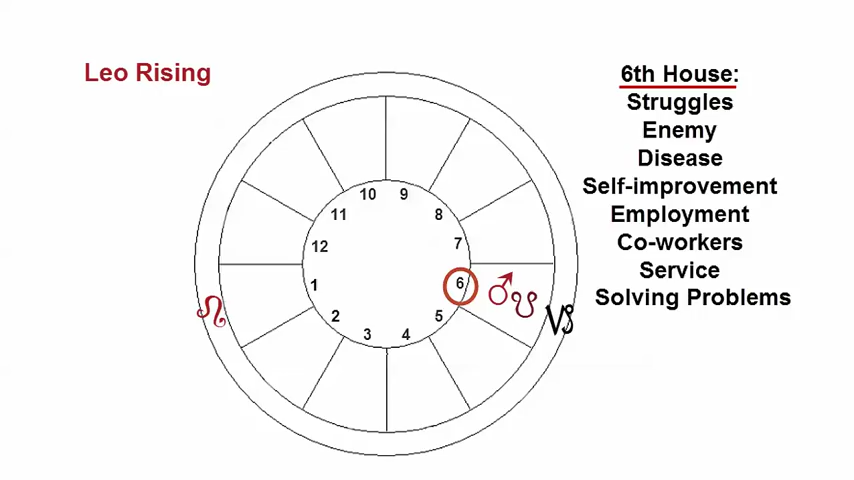 Leo Rising
6th House:
Struggles
Enemy
Disease
Self-improvement
Employment
Co-workers
Service
Solving Problems
10 9
11 8
12 7
1 6
2 5
3 4
♂ ☋
♌ ♑